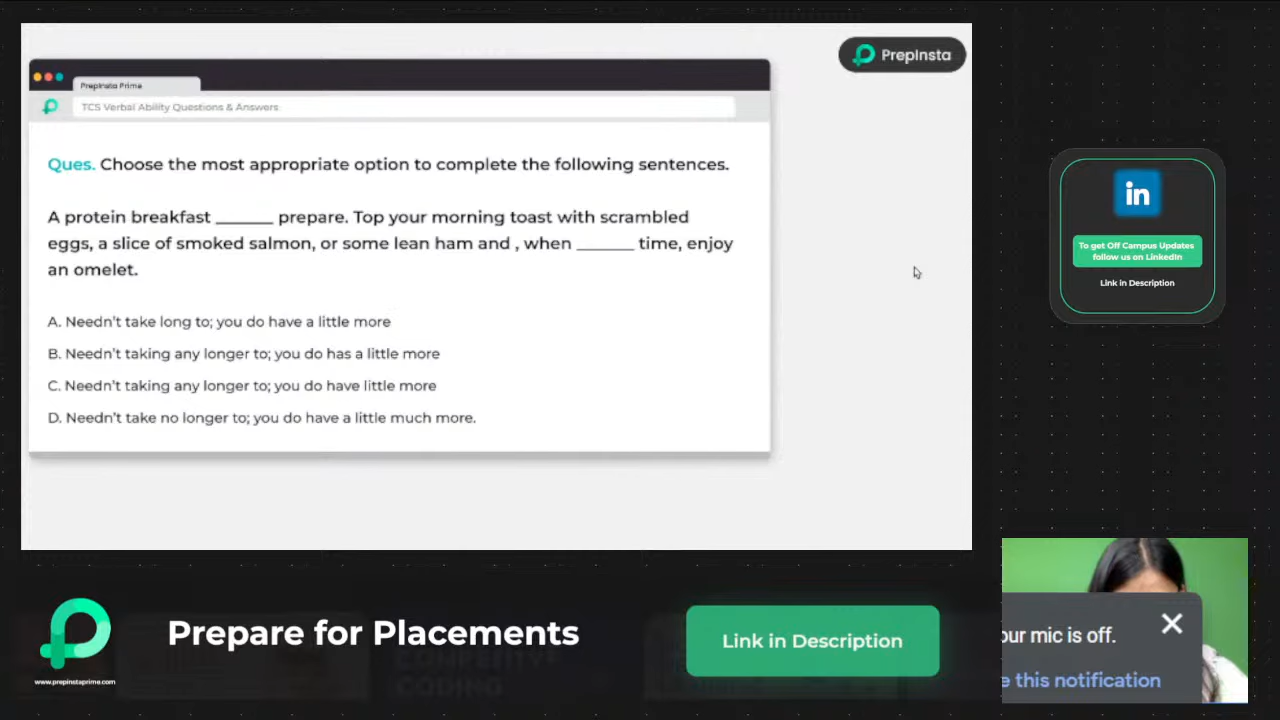 PrepInsta
PrepInsta Prime
TCS Verbal Ability Questions & Answers
Ques. Choose the most appropriate option to complete the following sentences.
A protein breakfast ______ prepare. Top your morning toast with scrambled
eggs, a slice of smoked salmon, or some lean ham and , when ______ time, enjoy
an omelet.
A. Needn't take long to; you do have a little more
B. Needn't taking any longer to; you do has a little more
C. Needn't taking any longer to; you do have little more
D. Needn't take no longer to; you do have a little much more.
in
To get Off Campus Updates
follow us on LinkedIn
Link in Description
www.prepinstaprime.com
Prepare for Placements
Link in Description
our mic is off.
this notification